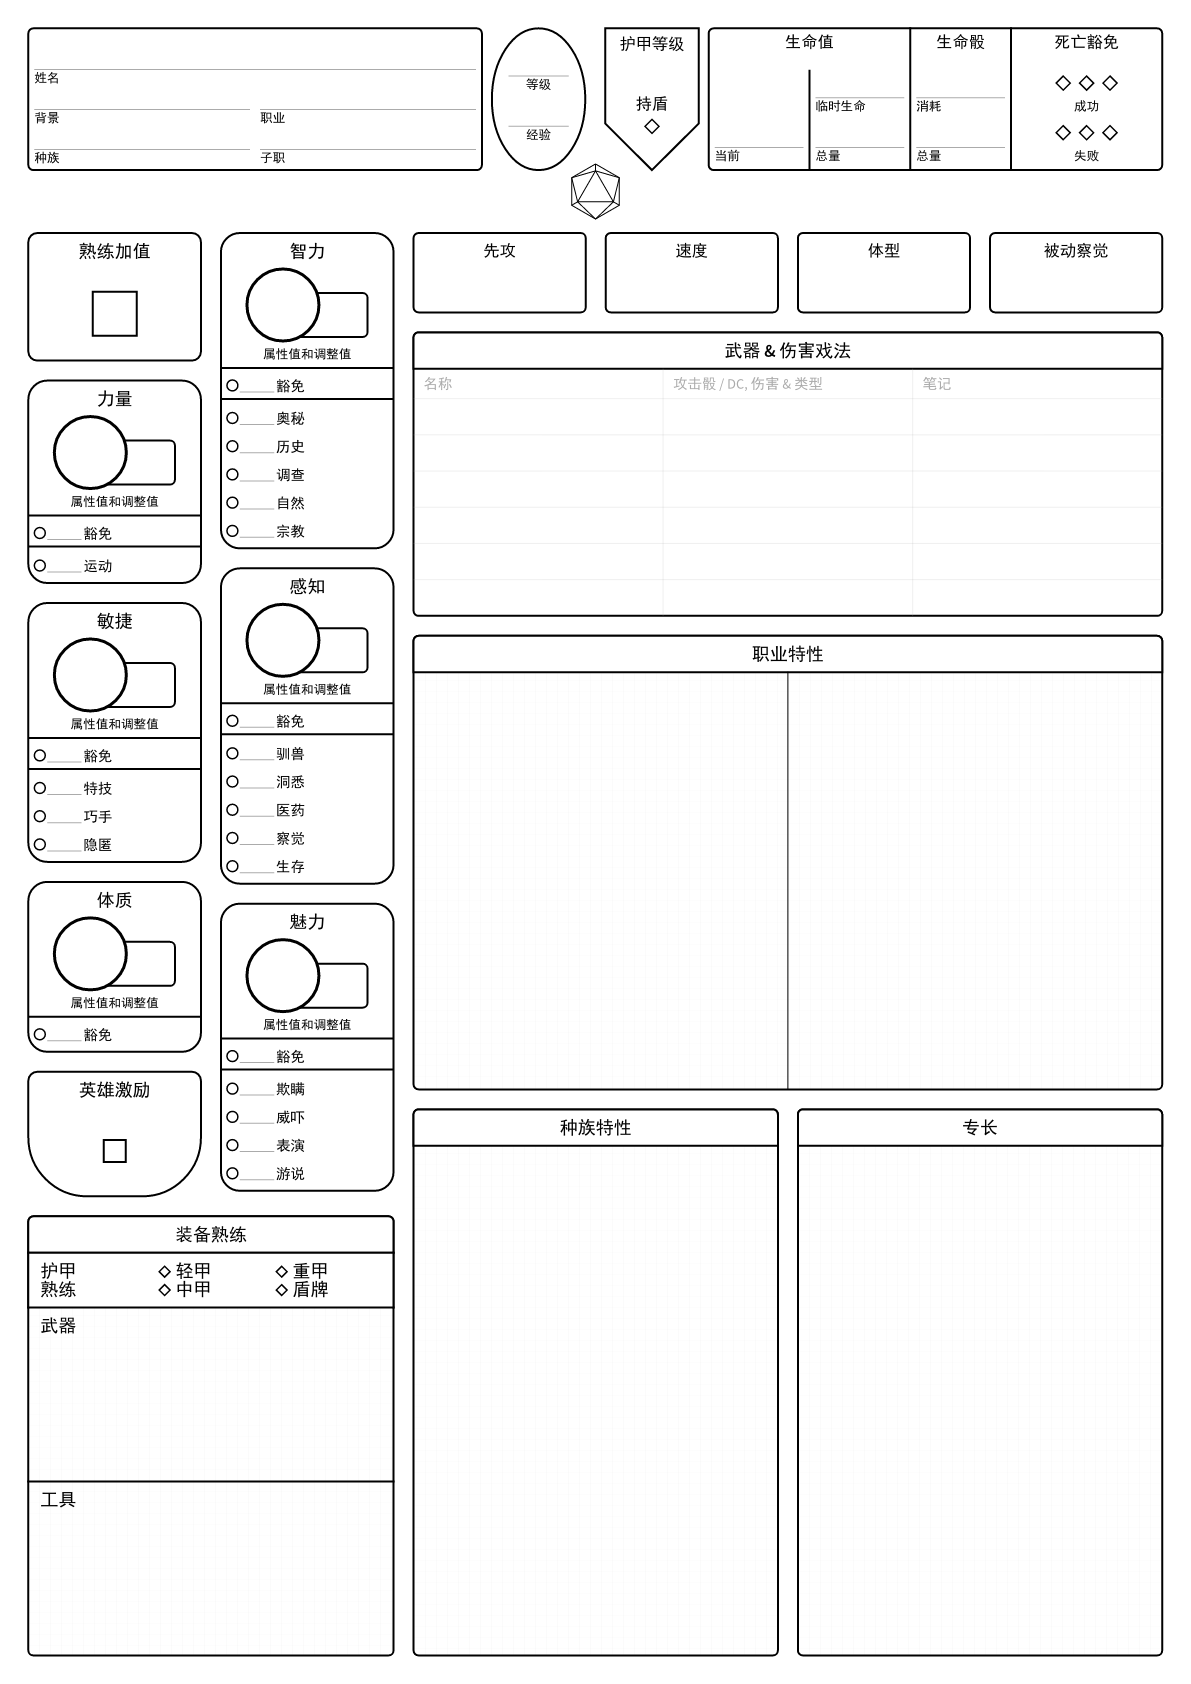 姓名
背景
职业
种族
子职
等级
经验
护甲等级
持盾
生命值
当前
临时生命
总量
生命骰
消耗
总量
死亡豁免
成功
失败
熟练加值
力量
属性值和调整值
豁免
运动
敏捷
属性值和调整值
豁免
特技
巧手
隐匿
体质
属性值和调整值
豁免
英雄激励
智力
属性值和调整值
豁免
奥秘
历史
调查
自然
宗教
感知
属性值和调整值
豁免
驯兽
洞悉
医药
察觉
生存
魅力
属性值和调整值
豁免
欺瞒
威吓
表演
游说
装备熟练
护甲
熟练
轻甲
重甲
中甲
盾牌
武器
工具
先攻
速度
体型
被动察觉
武器 & 伤害戏法
名称
攻击骰 / DC, 伤害 & 类型
笔记
职业特性
种族特性
专长